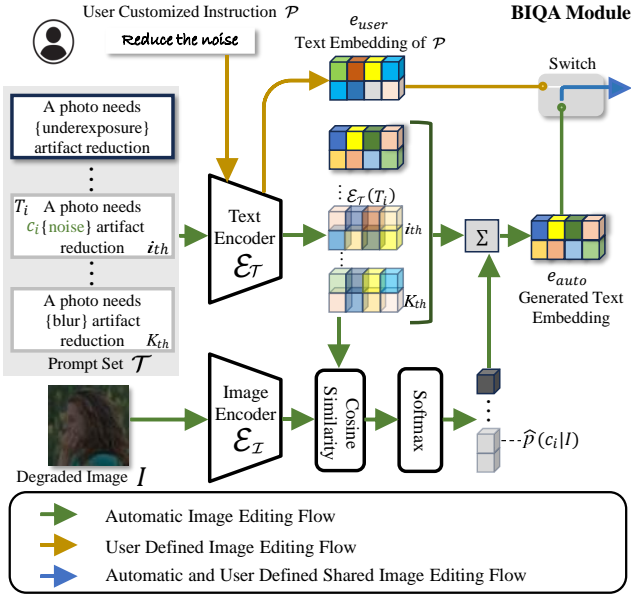 User Customized Instruction 𝒫
Reduce the noise
e_user
Text Embedding of 𝒫
BIQA Module
Switch
A photo needs
{underexposure}
artifact reduction
T_i A photo needs
c_i{noise} artifact
reduction i_th
A photo needs
{blur} artifact
reduction K_th
Prompt Set 𝒯
Text
Encoder
ℰ_𝒯
ℰ_𝒯(T_i)
i_th
K_th
Σ
e_auto
Generated Text
Embedding
Degraded Image I
Image
Encoder
ℰ_ℐ
Cosine
Similarity
Softmax
p̂(c_i|I)
Automatic Image Editing Flow
User Defined Image Editing Flow
Automatic and User Defined Shared Image Editing Flow